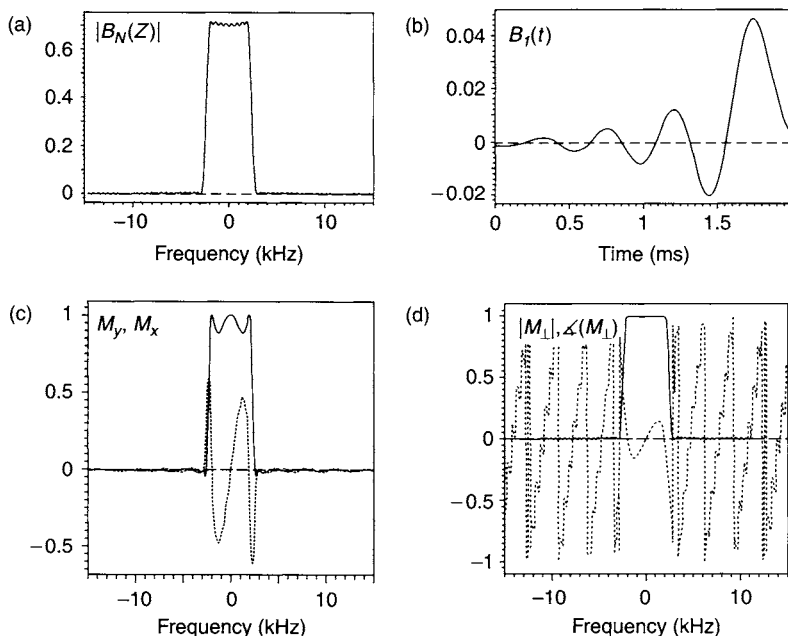 (a)
|B_N(Z)|
0.6
0.4
0.2
0
−10
0
10
Frequency (kHz)
(b)
B_1(t)
0.04
0.02
0
−0.02
0
0.5
1
1.5
Time (ms)
(c)
M_y, M_x
1
0.5
0
−0.5
−10
0
10
Frequency (kHz)
(d)
|M_⊥|,∡(M_⊥)
1
0.5
0
−0.5
−1
−10
0
10
Frequency (kHz)